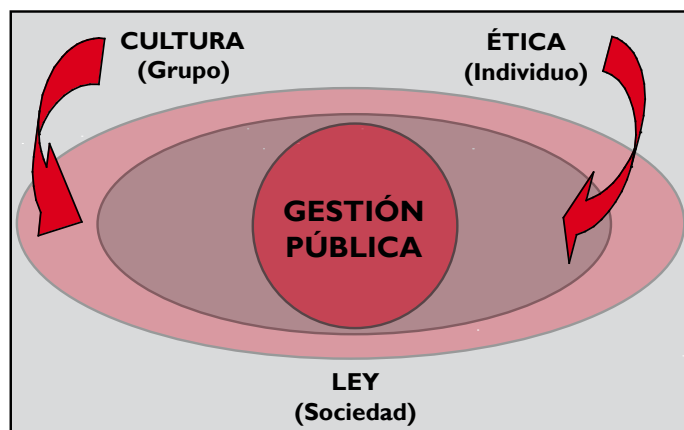 CULTURA
(Grupo)
ÉTICA
(Individuo)
GESTIÓN
PÚBLICA
LEY
(Sociedad)